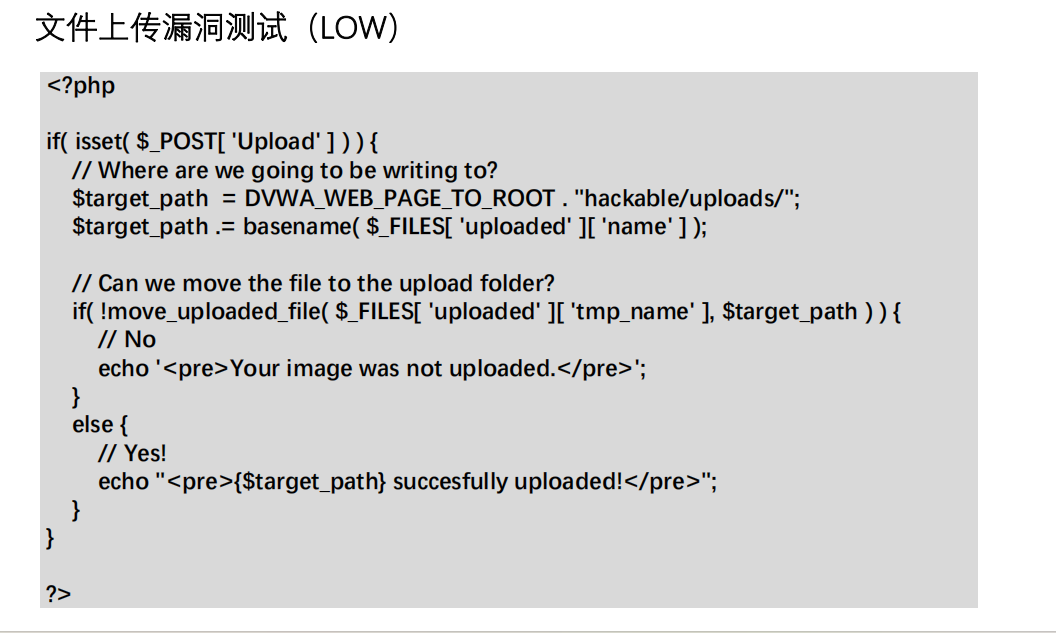 文件上传漏洞测试（LOW）
<?php
if( isset( $_POST[ 'Upload' ] ) ) {
// Where are we going to be writing to?
$target_path  = DVWA_WEB_PAGE_TO_ROOT . "hackable/uploads/";
$target_path .= basename( $_FILES[ 'uploaded' ][ 'name' ] );
// Can we move the file to the upload folder?
if( !move_uploaded_file( $_FILES[ 'uploaded' ][ 'tmp_name' ], $target_path ) ) {
// No
echo '<pre>Your image was not uploaded.</pre>';
}
else {
// Yes!
echo "<pre>{$target_path} succesfully uploaded!</pre>";
}
}
?>